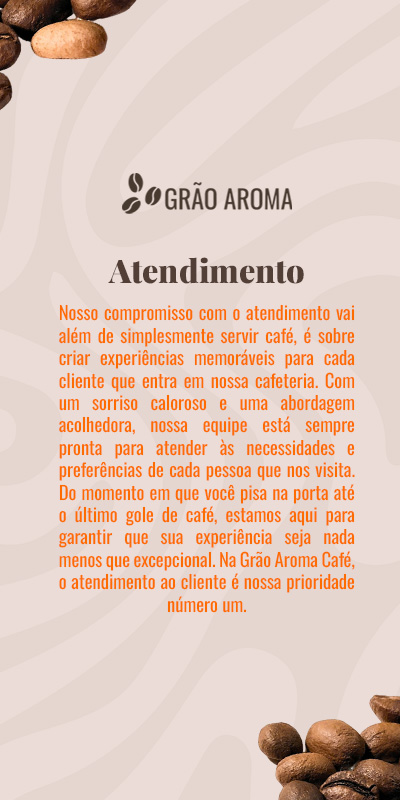 GRÃO AROMA
Atendimento
Nosso compromisso com o atendimento vai
além de simplesmente servir café, é sobre
criar experiências memoráveis para cada
cliente que entra em nossa cafeteria. Com
um sorriso caloroso e uma abordagem
acolhedora, nossa equipe está sempre
pronta para atender às necessidades e
preferências de cada pessoa que nos visita.
Do momento em que você pisa na porta até
o último gole de café, estamos aqui para
garantir que sua experiência seja nada
menos que excepcional. Na Grão Aroma Café,
o atendimento ao cliente é nossa prioridade
número um.